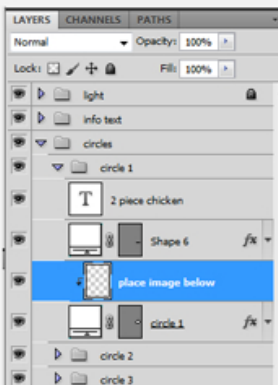 LAYERS CHANNELS PATHS
Normal Opacity: 100%
Lock: Fill: 100%
light
info text
circles
circle 1
T 2 piece chicken
Shape 6 fx
place image below
circle 1 fx
circle 2
circle 3